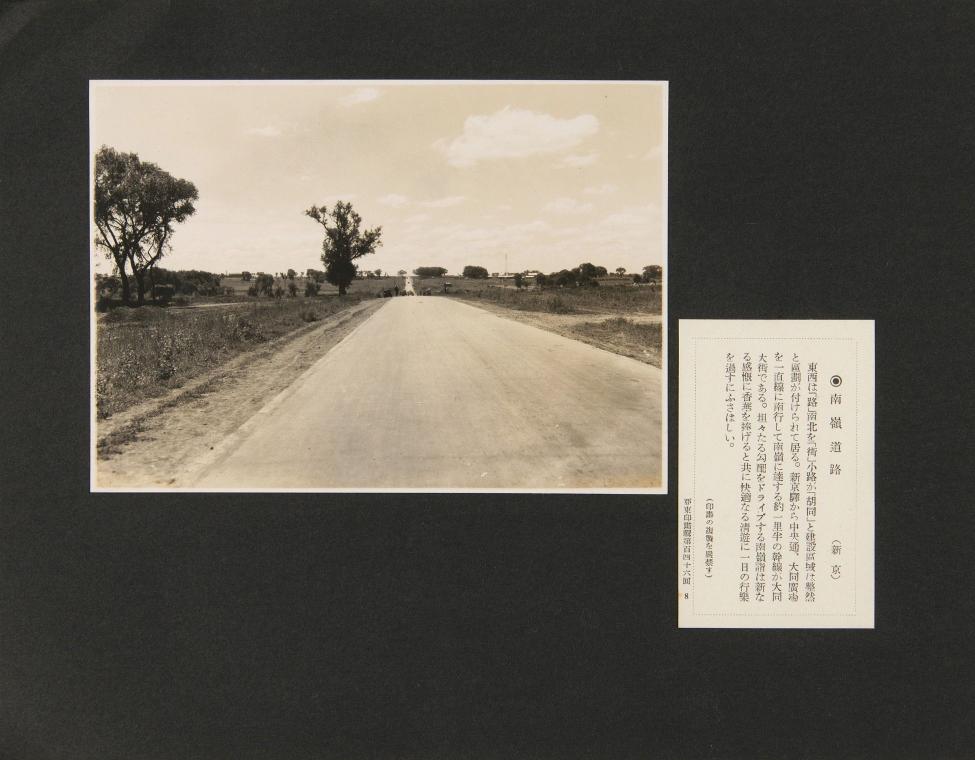 ◉南嶺道路　（新京）
東西は「路」南北を「街」小路が「胡同」と建設區域は整然
と區劃が付けられて居る。新京驛から中央通、大同廣場
を一直線に南行して南嶺に達する約一里半の幹線が大同
大街である。坦々たる勾配をドライブする南嶺詣は新な
る感慨に香華を捧げると共に快適なる清遊に一日の行樂
を過すにふさはしい。
（印畫の複製を嚴禁す）
亞東印畫輯第百四十六回　8